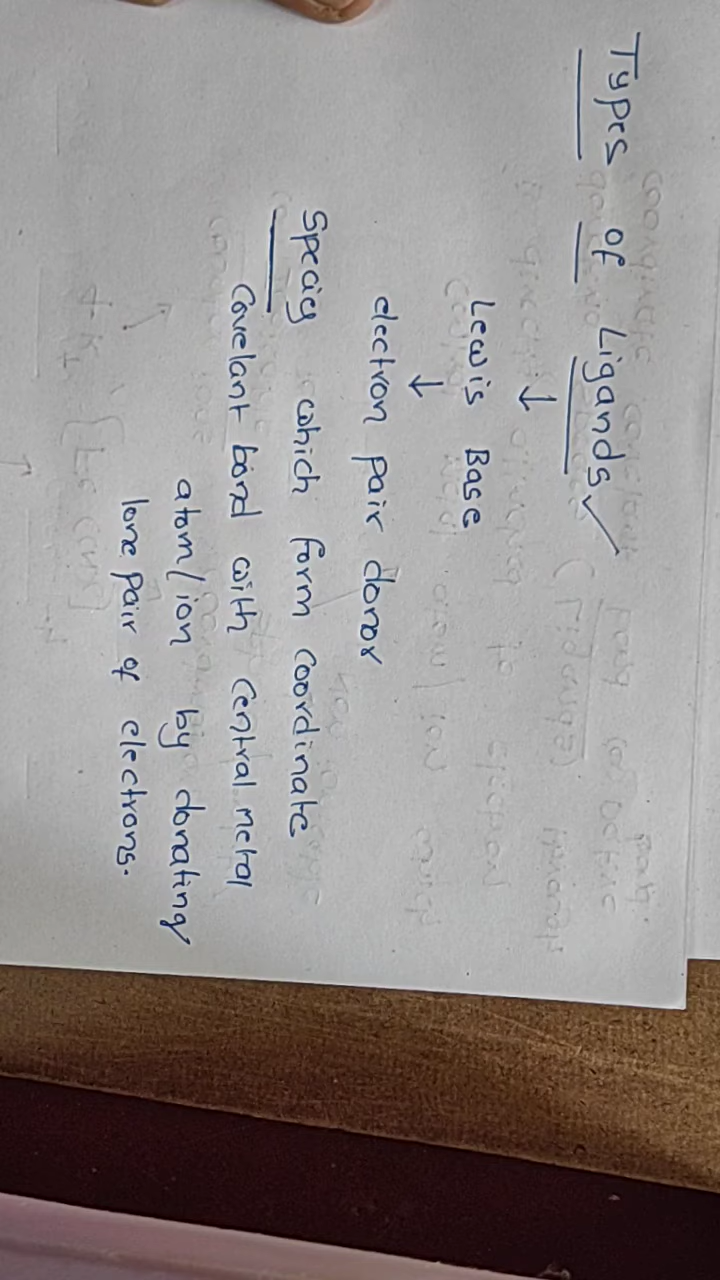 Types of Ligands ✓
↓
Lewis Base
↓
electron pair donor
Species which form coordinate
covelant bond with central metal
atom/ion by donating
lone pair of electrons.